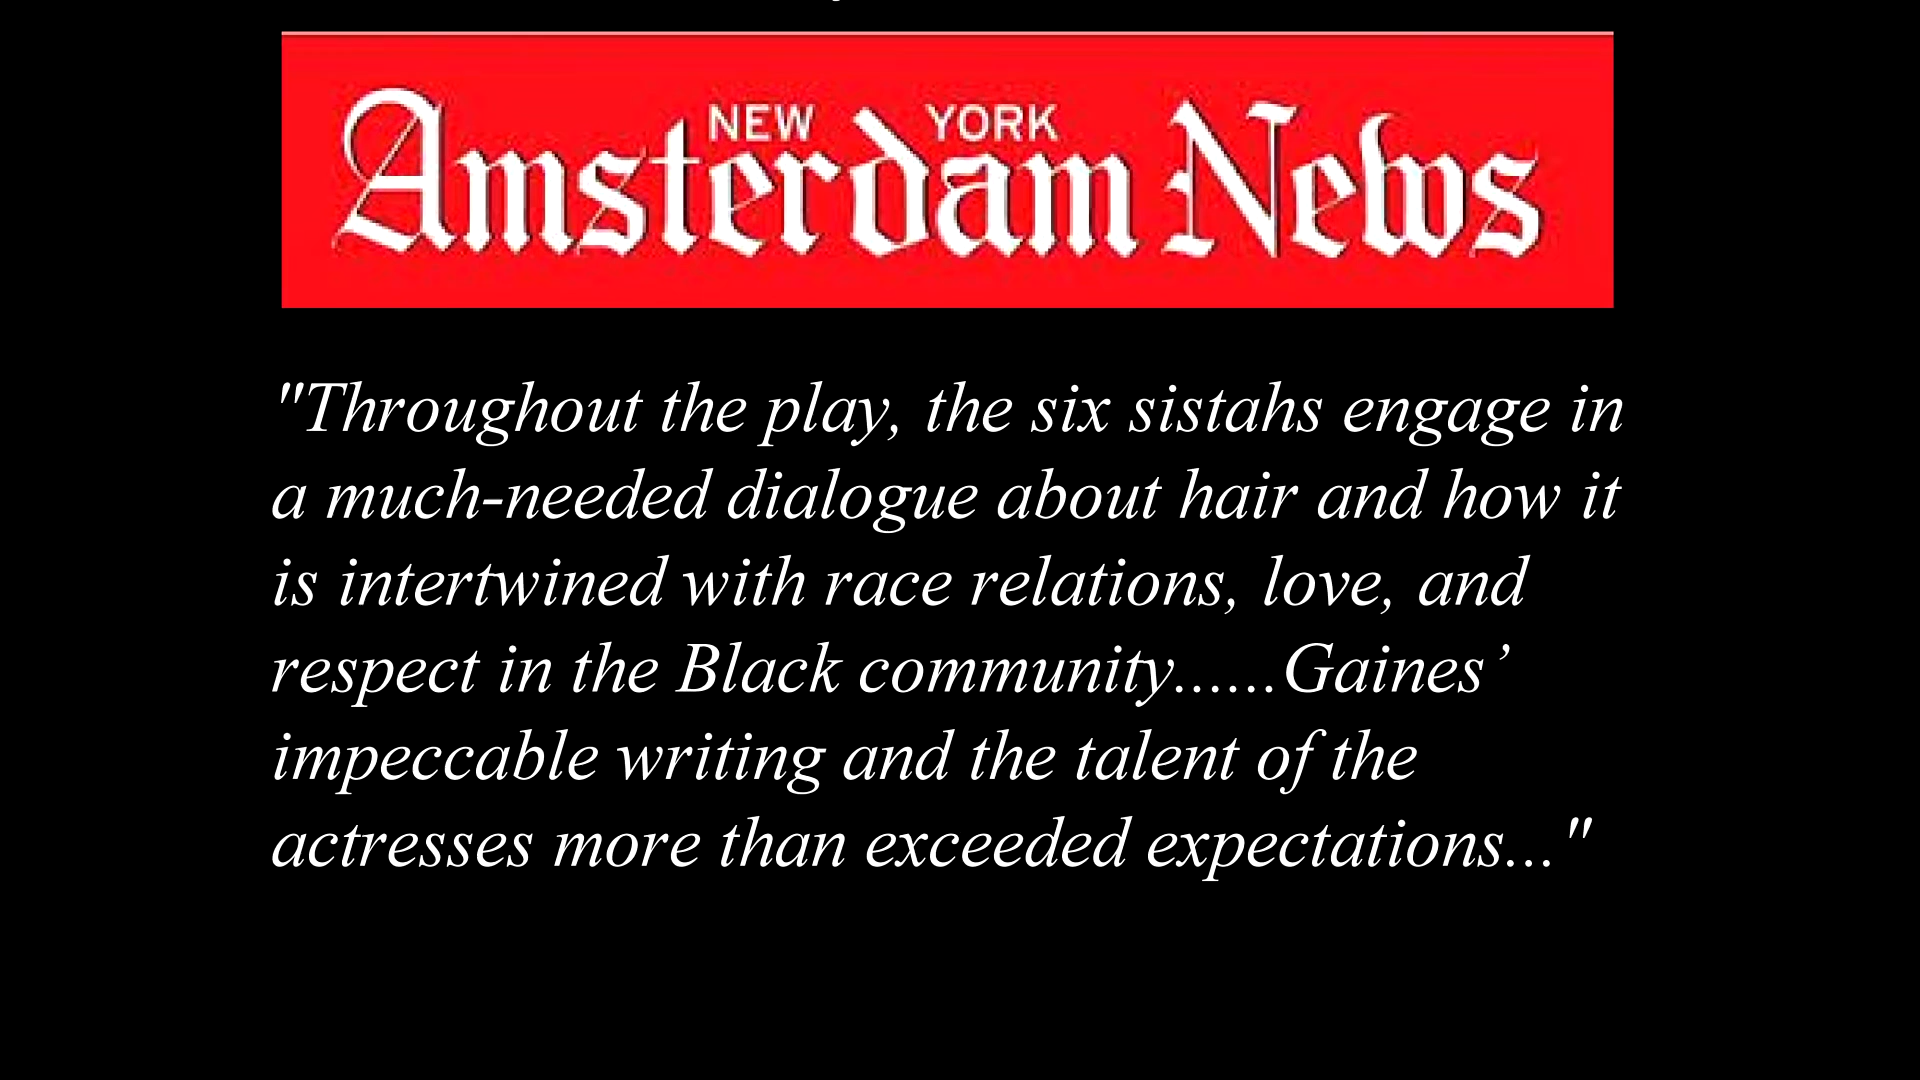 NEW YORK
Amsterdam News
"Throughout the play, the six sistahs engage in
a much-needed dialogue about hair and how it
is intertwined with race relations, love, and
respect in the Black community......Gaines’
impeccable writing and the talent of the
actresses more than exceeded expectations..."